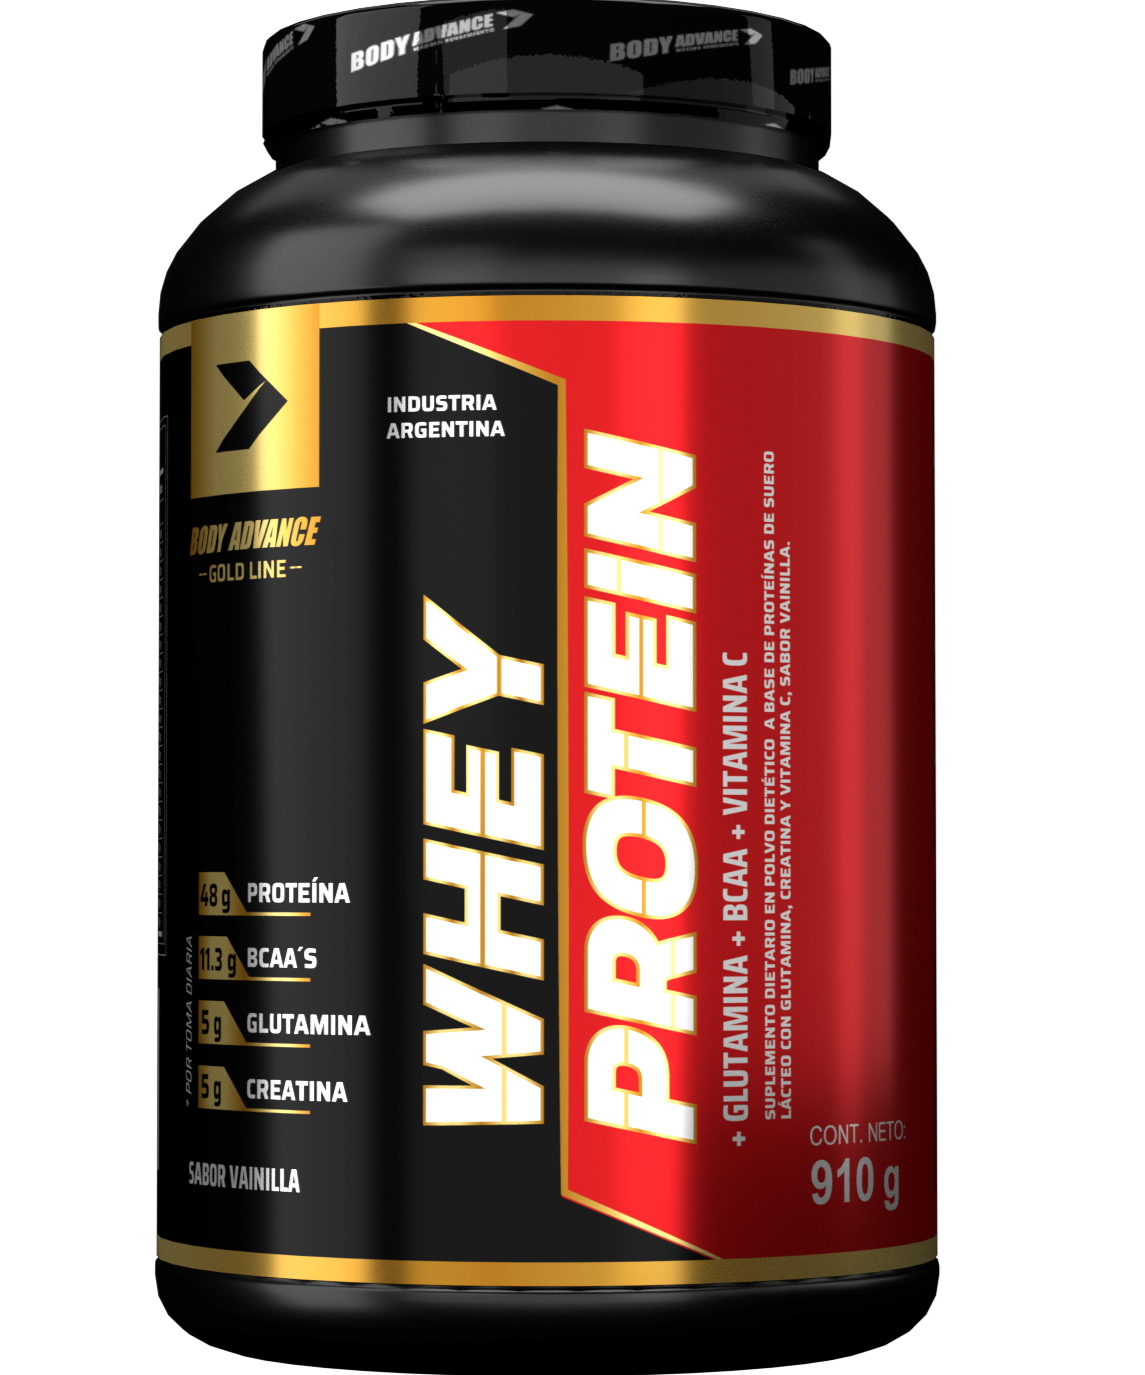 BODY ADVANCE
BODY ADVANCE
INDUSTRIA
ARGENTINA
BODY ADVANCE
GOLD LINE
WHEY
PROTEIN
+ GLUTAMINA + BCAA + VITAMINA C
SUPLEMENTO DIETARIO EN POLVO DIETÉTICO A BASE DE PROTEÍNAS DE SUERO
LÁCTEO CON GLUTAMINA, CREATINA Y VITAMINA C, SABOR VAINILLA.
* POR TOMA DIARIA
48 g PROTEÍNA
11.3 g BCAA´S
5 g GLUTAMINA
5 g CREATINA
SABOR VAINILLA
CONT. NETO:
910 g